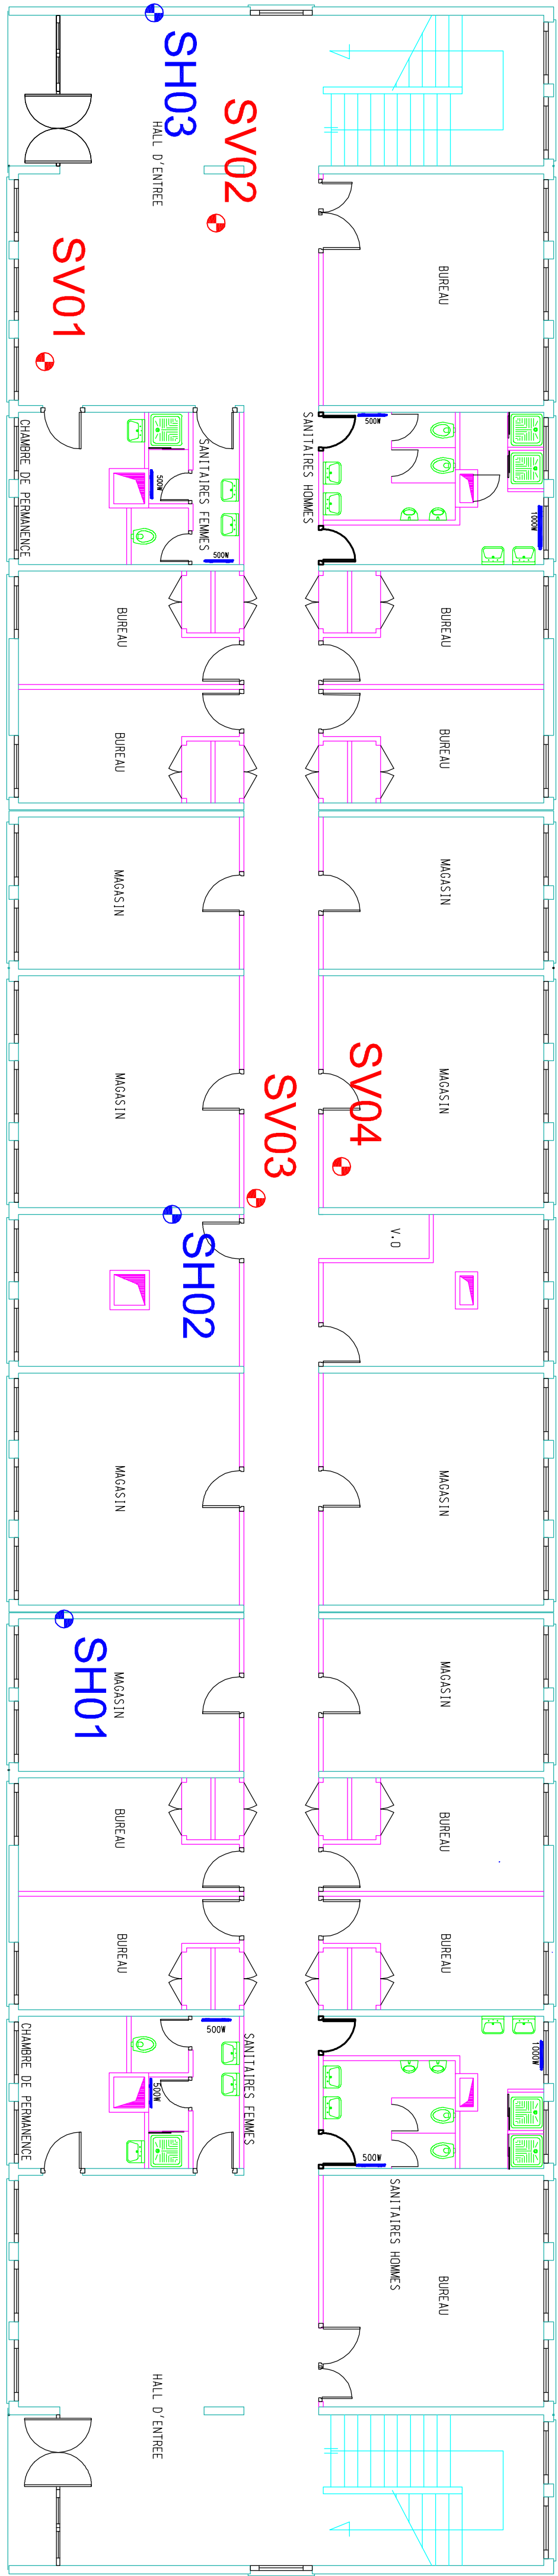 SH03
HALL D'ENTREE
SV02
SV01
BUREAU
CHAMBRE DE PERMANENCE
500W
SANITAIRES FEMMES
500W
SANITAIRES HOMMES
500W
1000W
BUREAU
BUREAU
BUREAU
BUREAU
MAGASIN
MAGASIN
MAGASIN
MAGASIN
SV03
SV04
SH02
V.O
MAGASIN
MAGASIN
SH01
MAGASIN
MAGASIN
BUREAU
BUREAU
BUREAU
BUREAU
CHAMBRE DE PERMANENCE
500W
500W
SANITAIRES FEMMES
1000W
500W
SANITAIRES HOMMES
BUREAU
HALL D'ENTREE